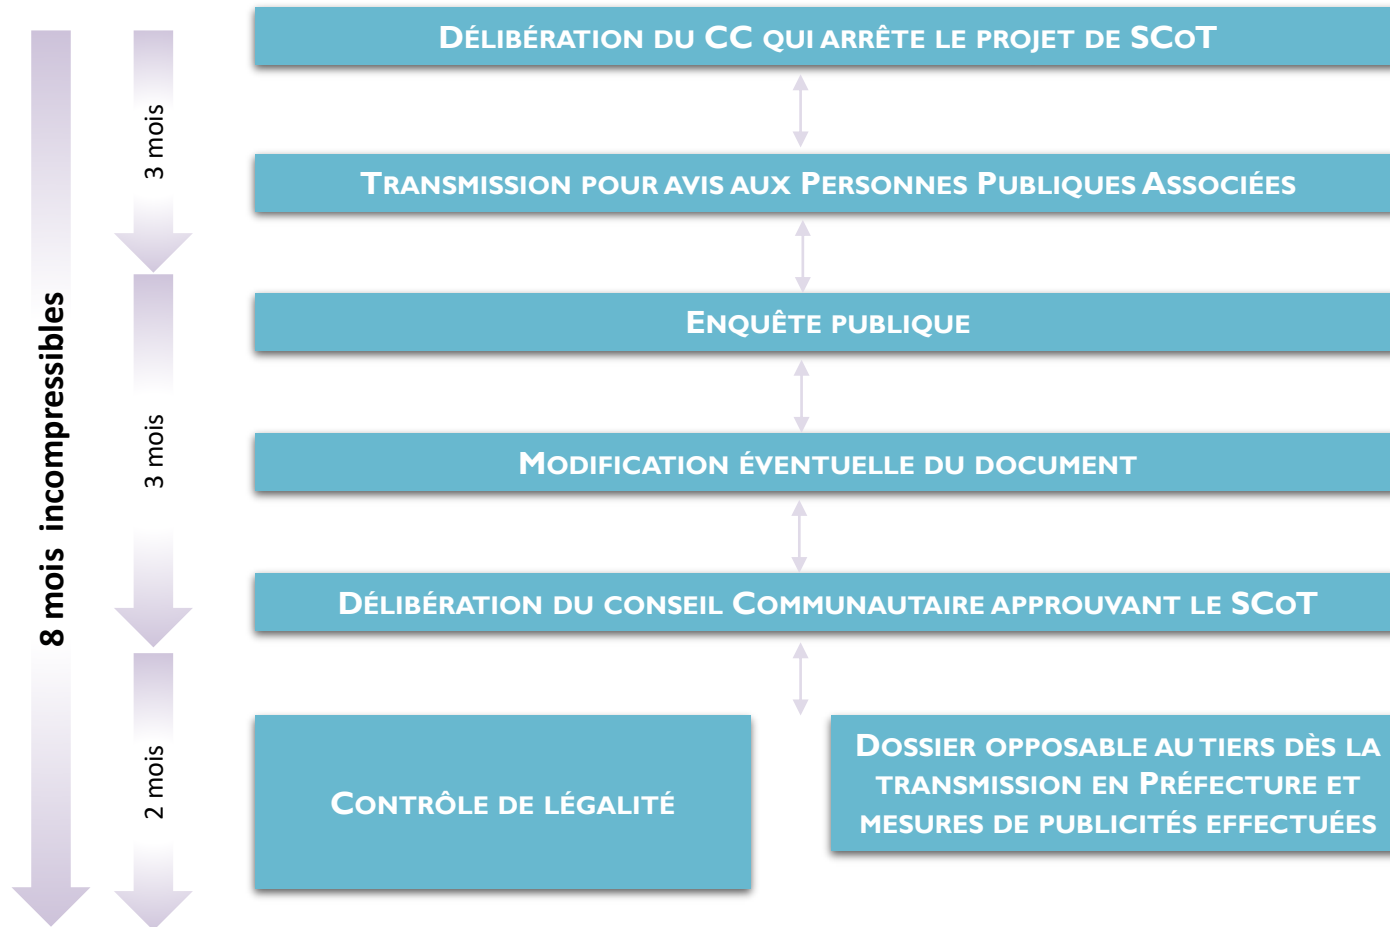 DÉLIBÉRATION DU CC QUI ARRÊTE LE PROJET DE SCOT
3 mois
TRANSMISSION POUR AVIS AUX PERSONNES PUBLIQUES ASSOCIÉES
ENQUÊTE PUBLIQUE
8 mois incompressibles
3 mois
MODIFICATION ÉVENTUELLE DU DOCUMENT
DÉLIBÉRATION DU CONSEIL COMMUNAUTAIRE APPROUVANT LE SCOT
2 mois
CONTRÔLE DE LÉGALITÉ
DOSSIER OPPOSABLE AU TIERS DÈS LA
TRANSMISSION EN PRÉFECTURE ET
MESURES DE PUBLICITÉS EFFECTUÉES